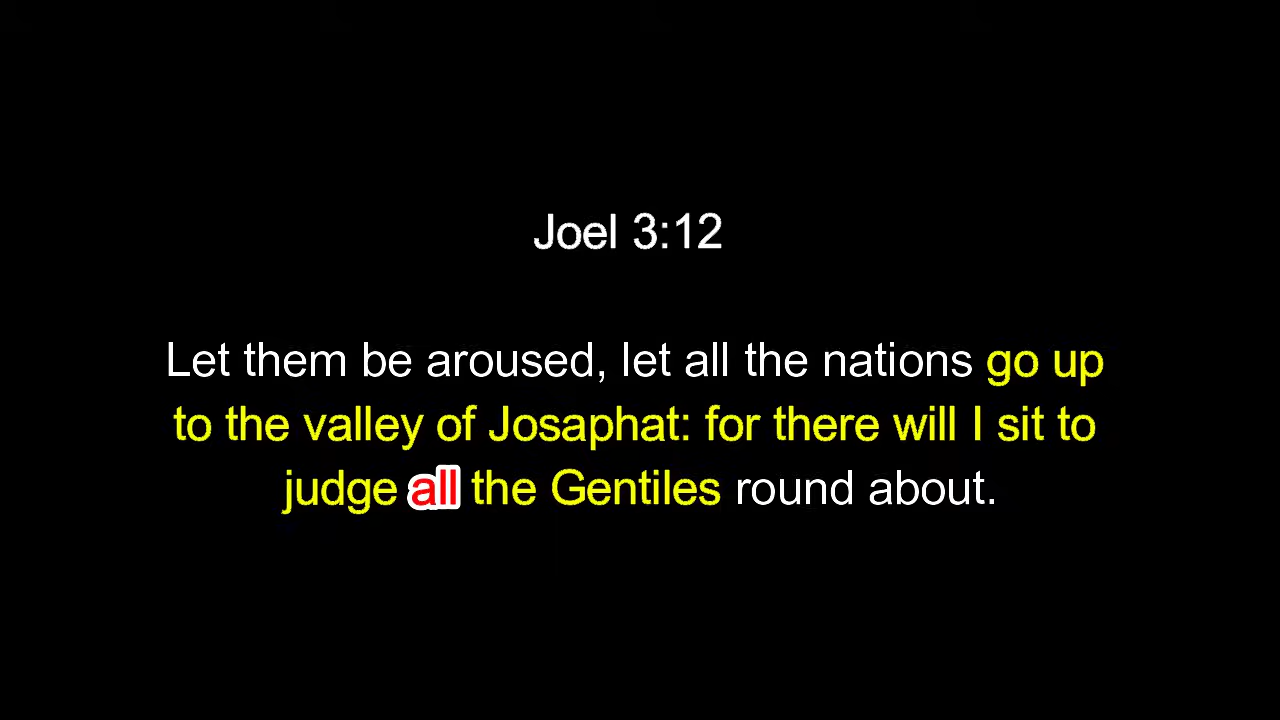 Joel 3:12
Let them be aroused, let all the nations go up
to the valley of Josaphat: for there will I sit to
judge all the Gentiles round about.